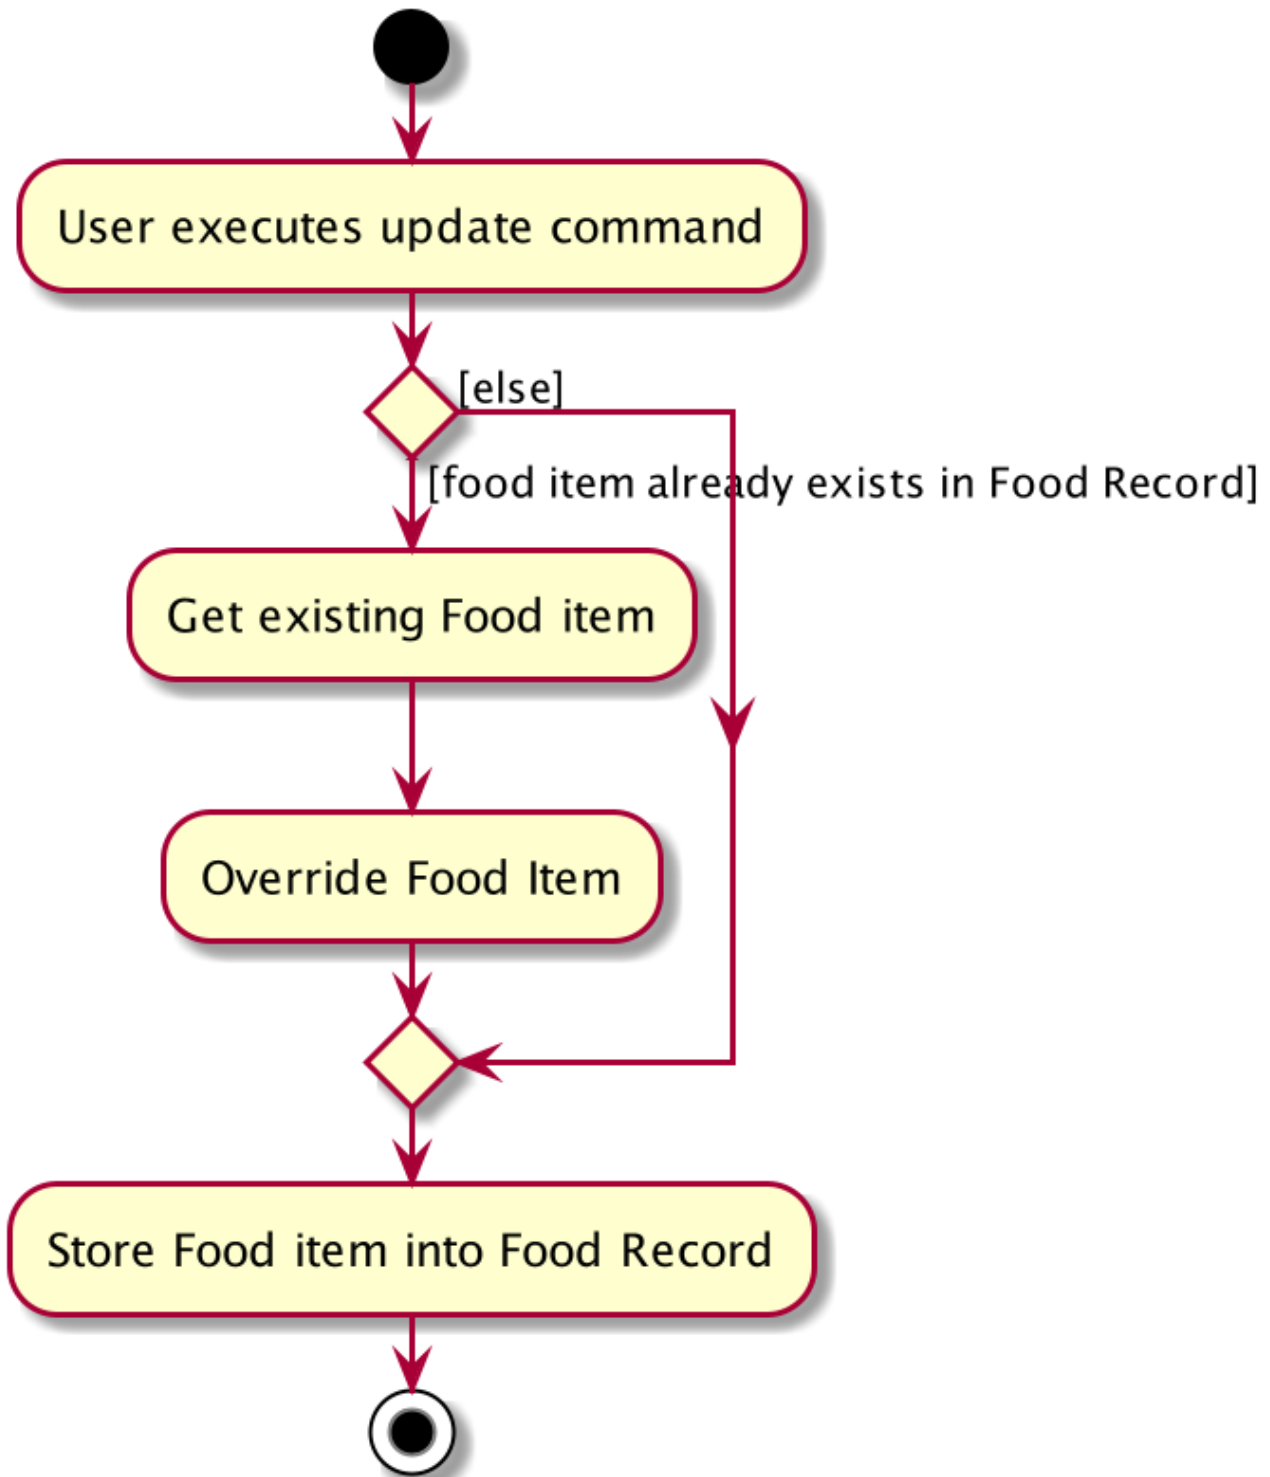 User executes update command
[else]
[food item already exists in Food Record]
Get existing Food item
Override Food Item
Store Food item into Food Record